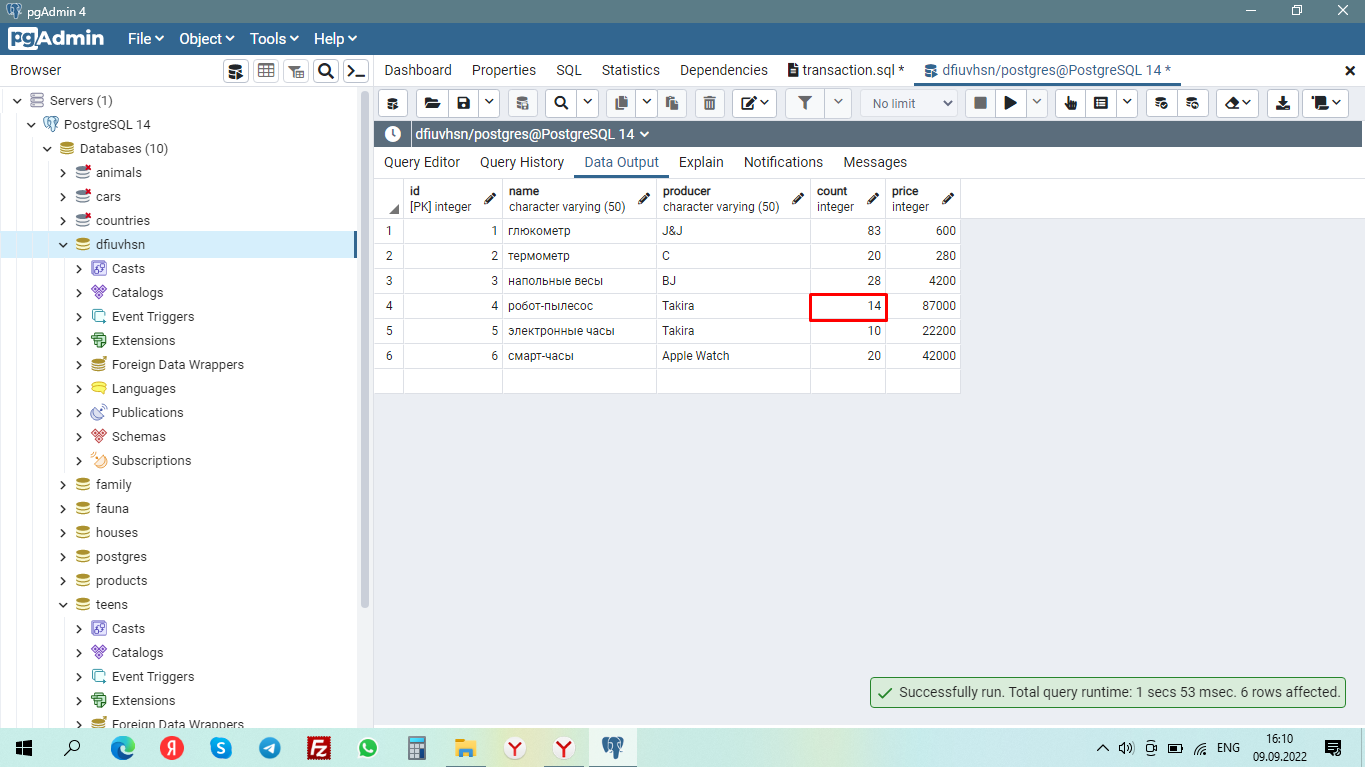 pgAdmin 4
pgAdmin File Object Tools Help
Browser
Dashboard Properties SQL Statistics Dependencies transaction.sql * dfiuvhsn/postgres@PostgreSQL 14 *
Servers (1)
PostgreSQL 14
Databases (10)
animals
cars
countries
dfiuvhsn
Casts
Catalogs
Event Triggers
Extensions
Foreign Data Wrappers
Languages
Publications
Schemas
Subscriptions
family
fauna
houses
postgres
products
teens
Casts
Catalogs
Event Triggers
Extensions
Foreign Data Wrappers
No limit
dfiuvhsn/postgres@PostgreSQL 14
Query Editor Query History Data Output Explain Notifications Messages
id name producer count price
[PK] integer character varying (50) character varying (50) integer integer
1 1 глюкометр J&J 83 600
2 2 термометр C 20 280
3 3 напольные весы BJ 28 4200
4 4 робот-пылесос Takira 14 87000
5 5 электронные часы Takira 10 22200
6 6 смарт-часы Apple Watch 20 42000
Successfully run. Total query runtime: 1 secs 53 msec. 6 rows affected.
ENG
16:10
09.09.2022